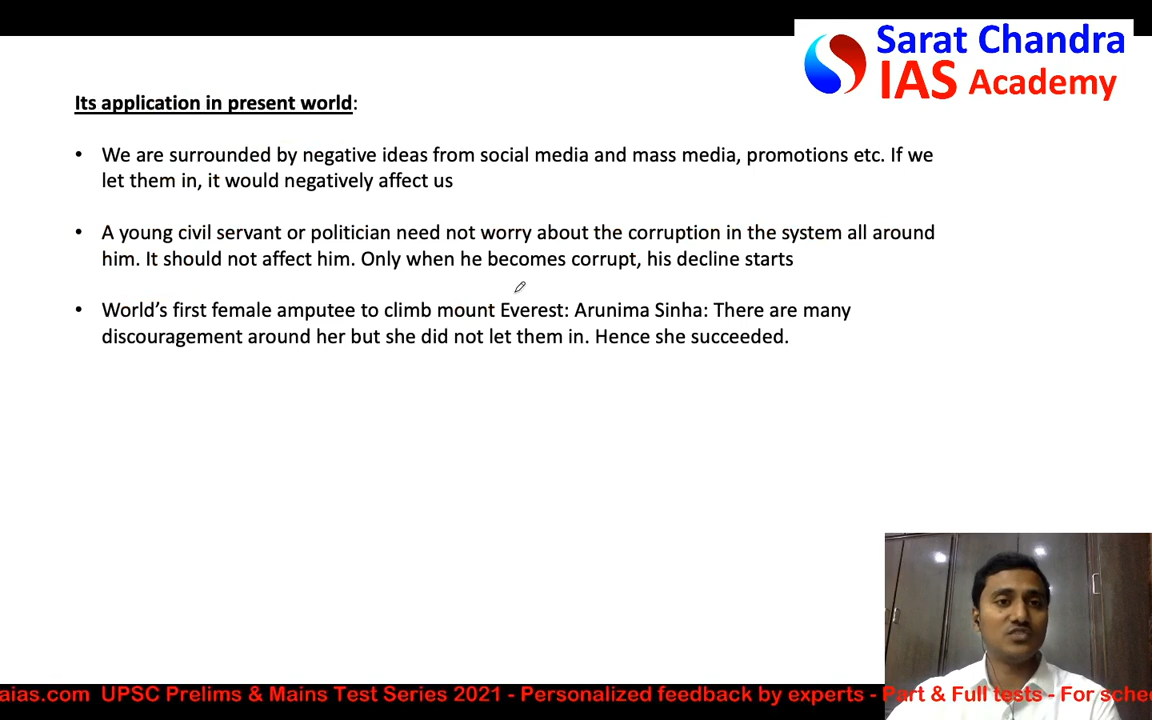 Sarat Chandra
IAS Academy
Its application in present world:
• We are surrounded by negative ideas from social media and mass media, promotions etc. If we
let them in, it would negatively affect us
• A young civil servant or politician need not worry about the corruption in the system all around
him. It should not affect him. Only when he becomes corrupt, his decline starts
• World’s first female amputee to climb mount Everest: Arunima Sinha: There are many
discouragement around her but she did not let them in. Hence she succeeded.
aias.com UPSC Prelims & Mains Test Series 2021 - Personalized feedback by experts - Part & Full tests - For sche